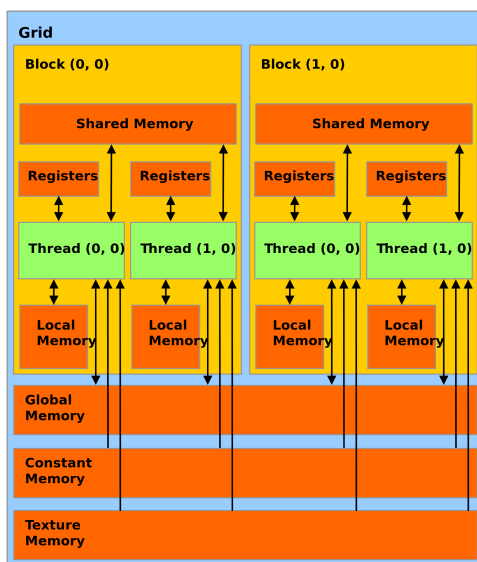 Grid
Block (0, 0)
Block (1, 0)
Shared Memory
Shared Memory
Registers
Registers
Registers
Registers
Thread (0, 0)
Thread (1, 0)
Thread (0, 0)
Thread (1, 0)
Local
Memory
Local
Memory
Local
Memory
Local
Memory
Global
Memory
Constant
Memory
Texture
Memory